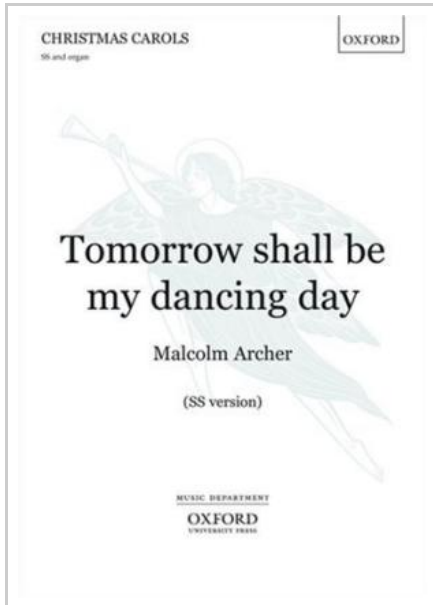 CHRISTMAS CAROLS
OXFORD
SS and organ
Tomorrow shall be
my dancing day
Malcolm Archer
(SS version)
MUSIC DEPARTMENT
OXFORD
UNIVERSITY PRESS